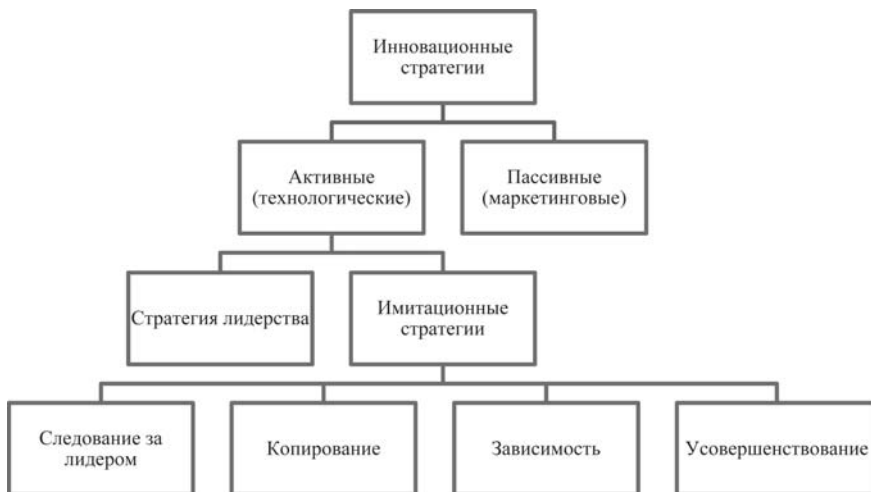 Инновационные
стратегии
Активные
(технологические)
Пассивные
(маркетинговые)
Стратегия лидерства
Имитационные
стратегии
Следование за
лидером
Копирование
Зависимость
Усовершенствование